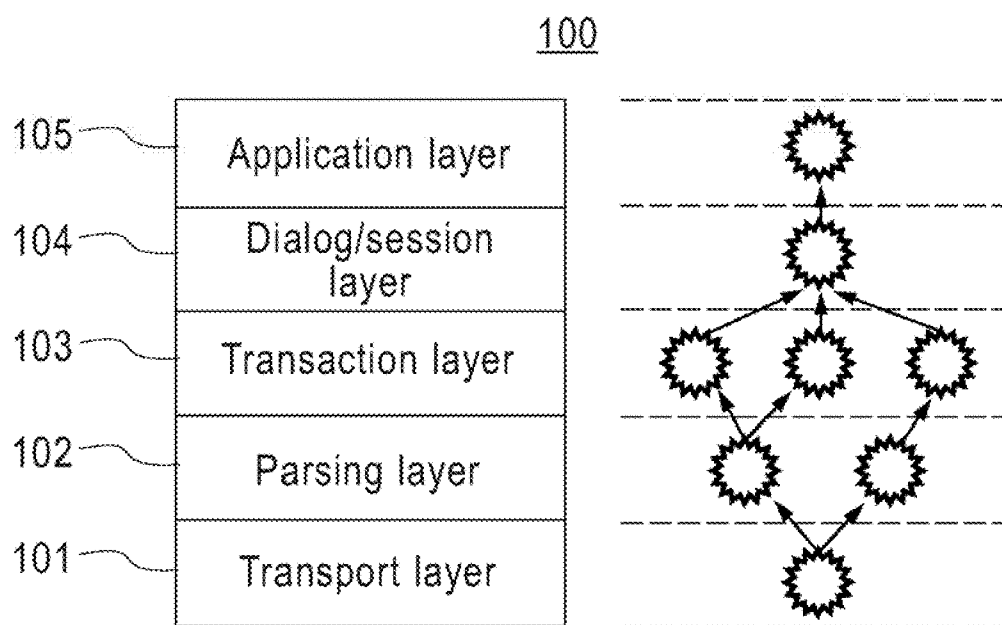 100
105
Application layer
104
Dialog/session
layer
103
Transaction layer
102
Parsing layer
101
Transport layer